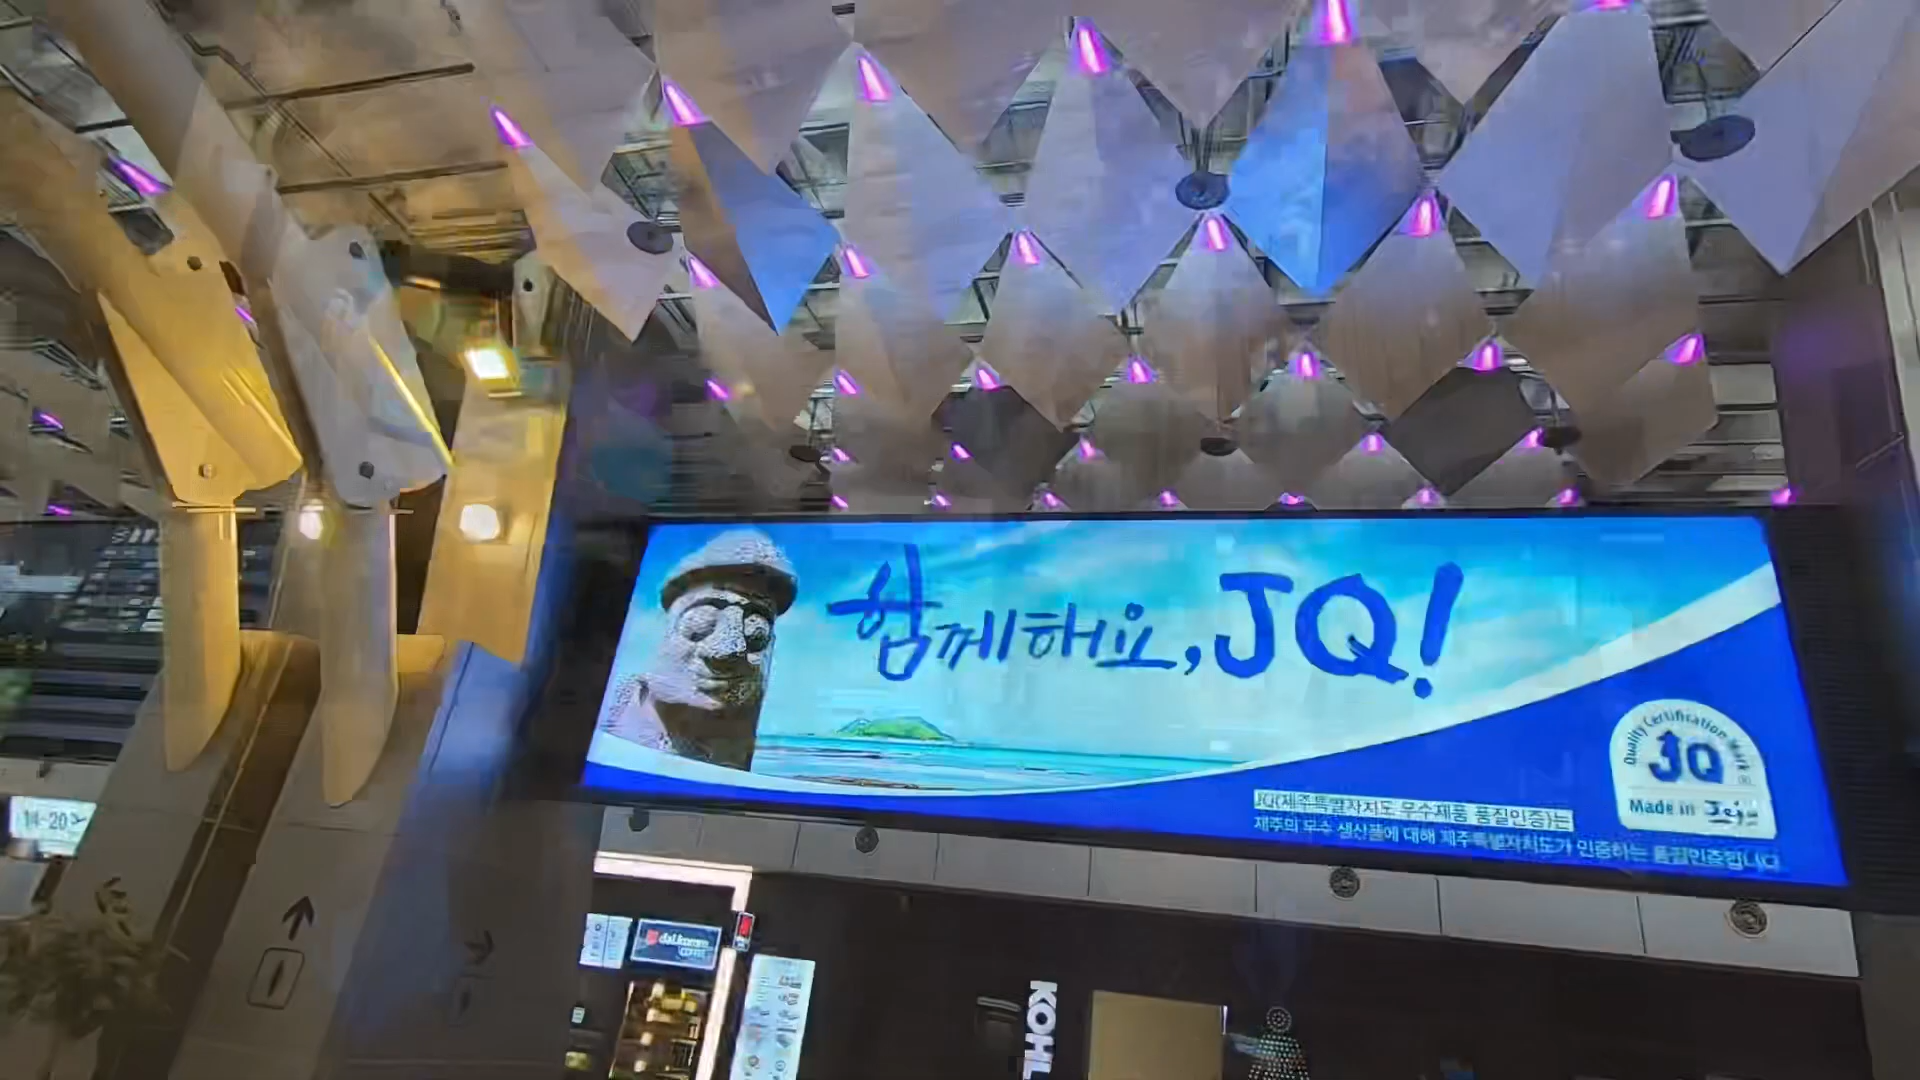 함께해요, JQ!
Quality Certification Mark
JQ
Made in
JQ(제주특별자치도 우수제품 품질인증)는
제주의 우수 생산품에 대해 제주특별자치도가 인증하는 품질인증입니다
14-20
dal.komm
COFFEE
KOHL